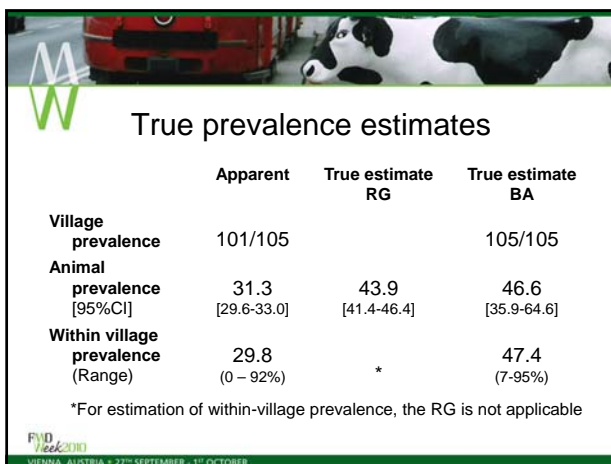 True prevalence estimates
Apparent True estimate RG True estimate BA
Village prevalence 101/105 105/105
Animal prevalence 31.3 43.9 46.6
[95%CI] [29.6-33.0] [41.4-46.4] [35.9-64.6]
Within village prevalence 29.8 * 47.4
(Range) (0 – 92%) (7-95%)
*For estimation of within-village prevalence, the RG is not applicable
FMD
Week2010
VIENNA, AUSTRIA • 27TH SEPTEMBER - 1ST OCTOBER